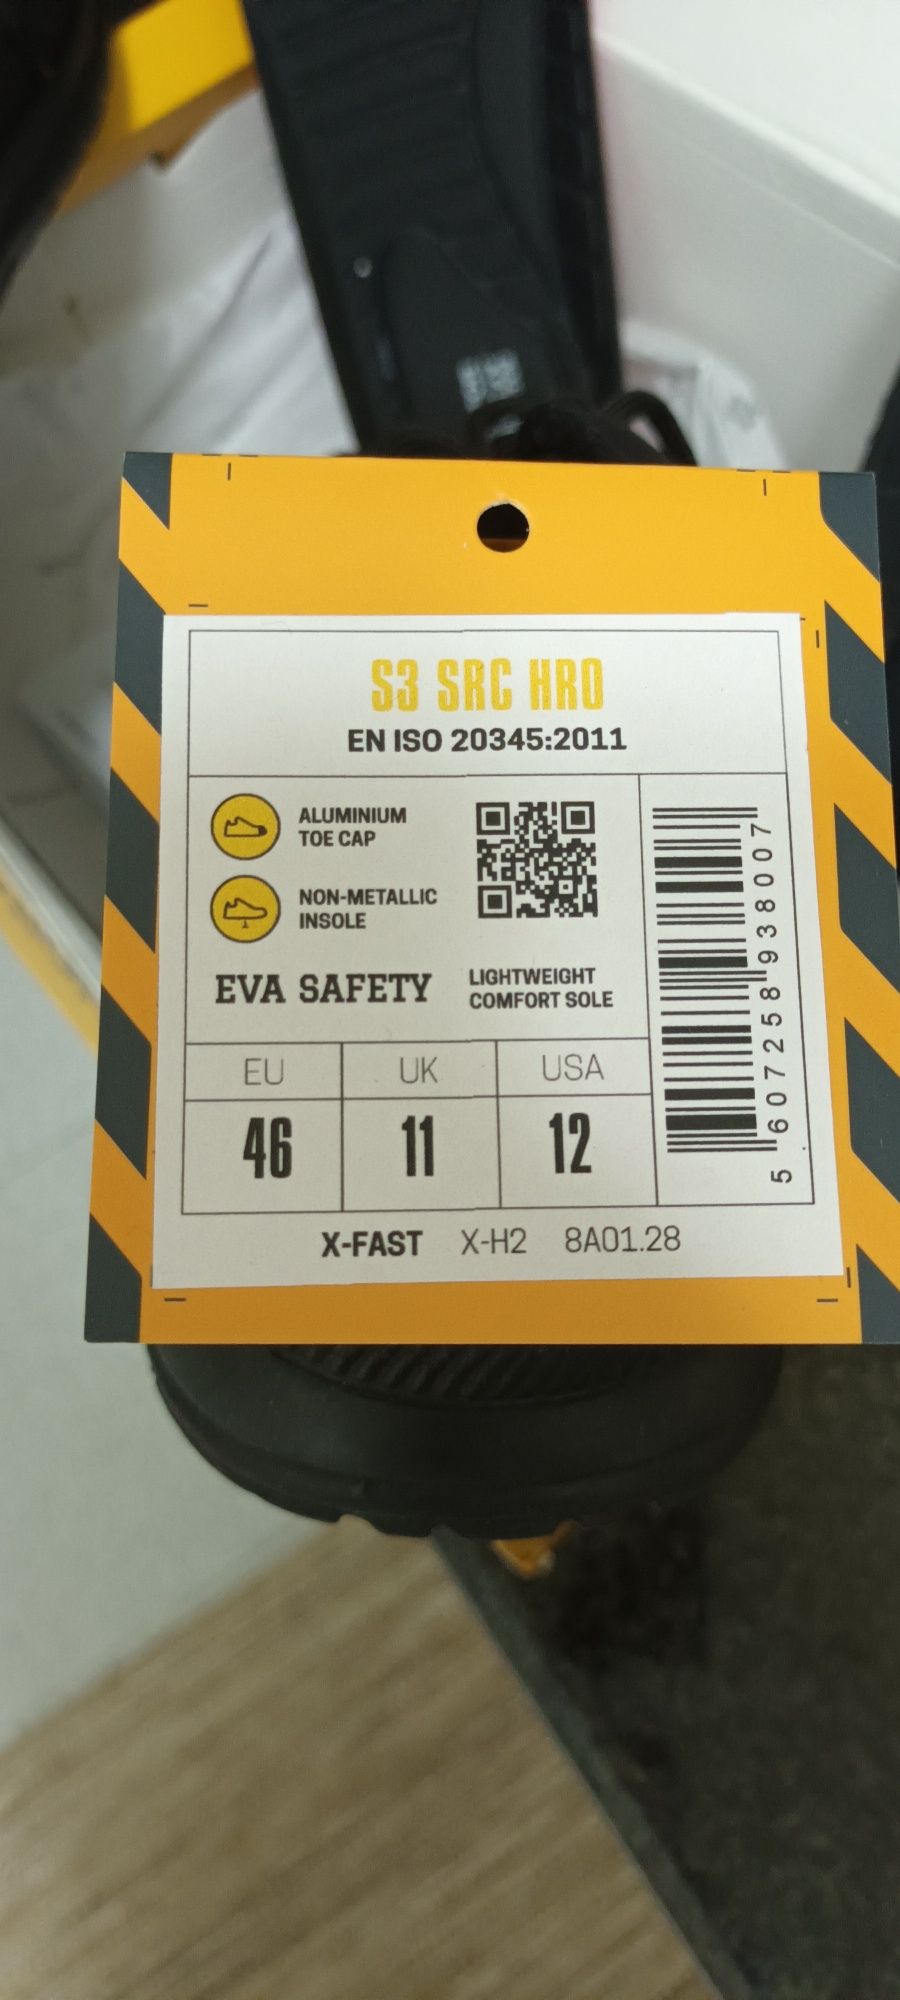 S3 SRC HRO
EN ISO 20345:2011
ALUMINIUM
TOE CAP
NON-METALLIC
INSOLE
EVA SAFETY
LIGHTWEIGHT
COMFORT SOLE
5 607258 938007
EU UK USA
46 11 12
X-FAST X-H2 8A01.28